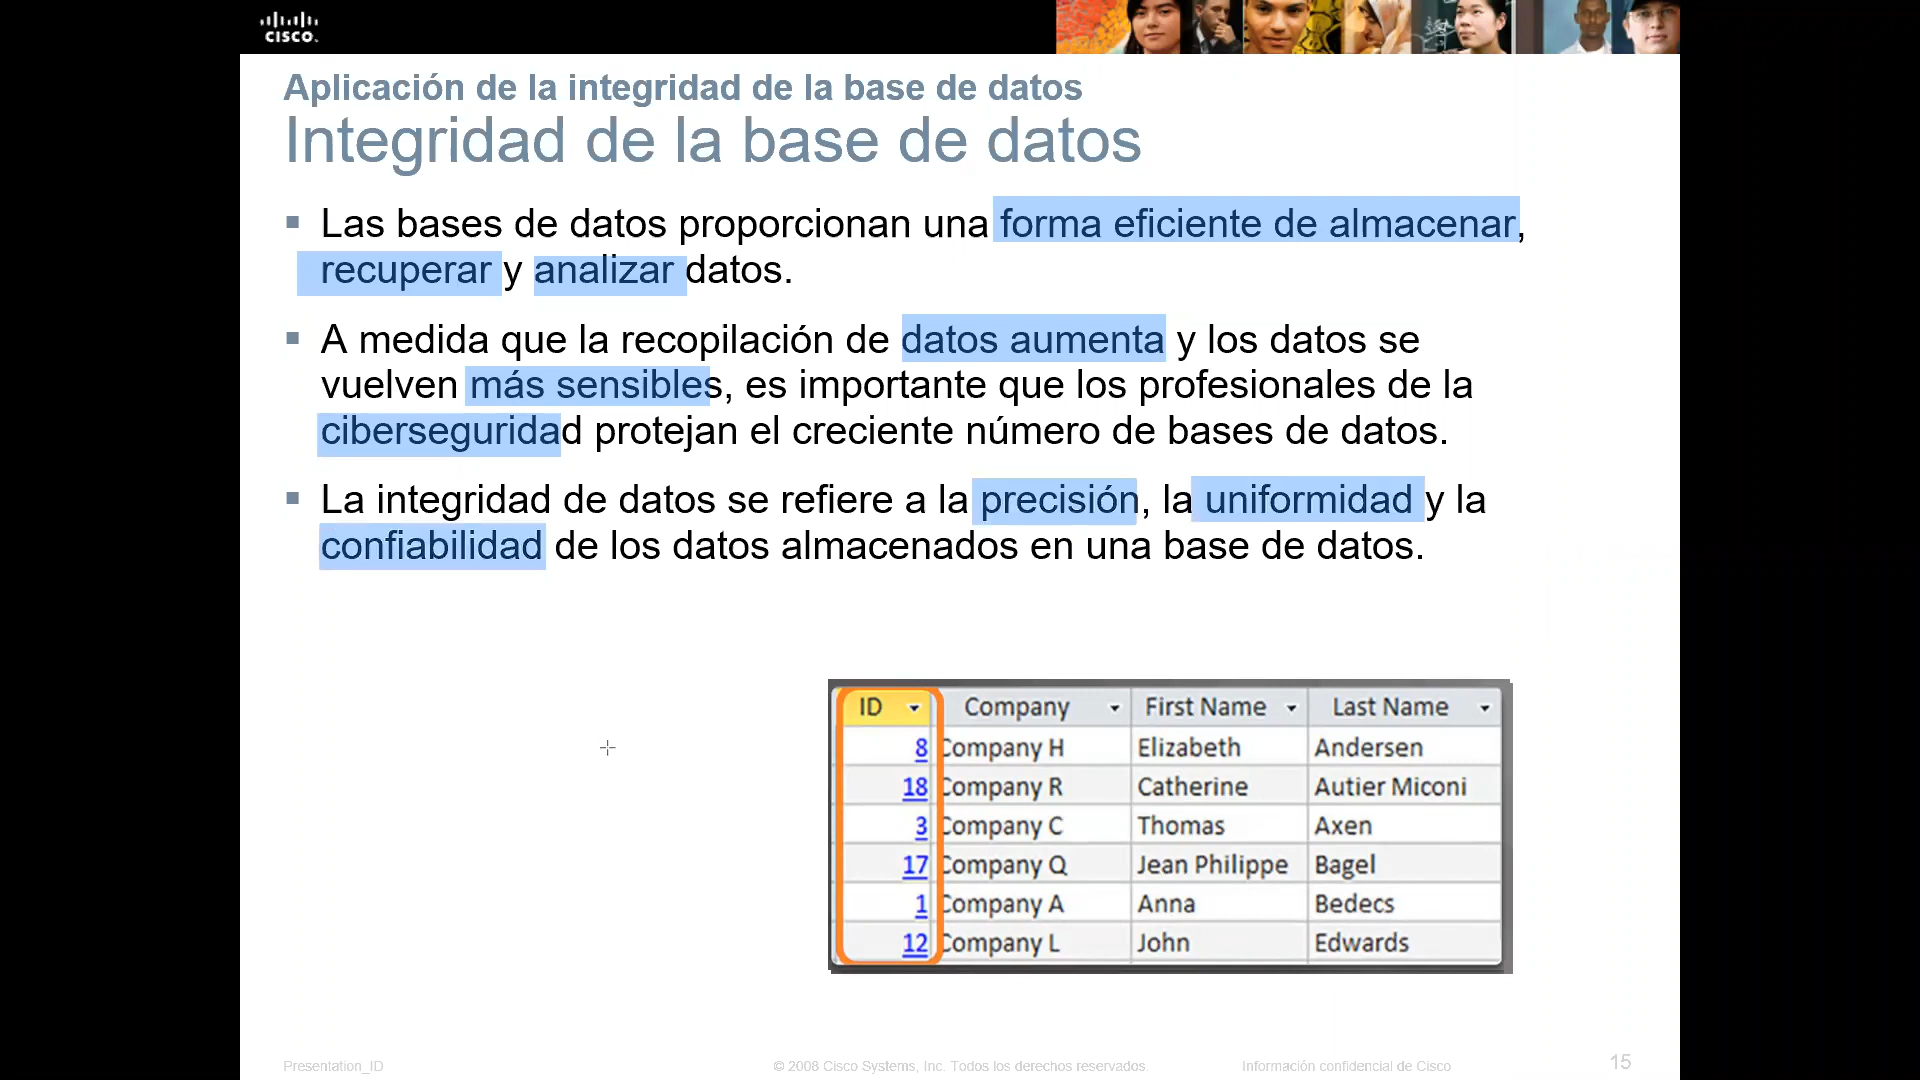 CISCO
Aplicación de la integridad de la base de datos
Integridad de la base de datos
Las bases de datos proporcionan una forma eficiente de almacenar,
recuperar y analizar datos.
A medida que la recopilación de datos aumenta y los datos se
vuelven más sensibles, es importante que los profesionales de la
ciberseguridad protejan el creciente número de bases de datos.
La integridad de datos se refiere a la precisión, la uniformidad y la
confiabilidad de los datos almacenados en una base de datos.
ID Company First Name Last Name
8 Company H Elizabeth Andersen
18 Company R Catherine Autier Miconi
3 Company C Thomas Axen
17 Company Q Jean Philippe Bagel
1 Company A Anna Bedecs
12 Company L John Edwards
Presentation_ID © 2008 Cisco Systems, Inc. Todos los derechos reservados. Información confidencial de Cisco 15